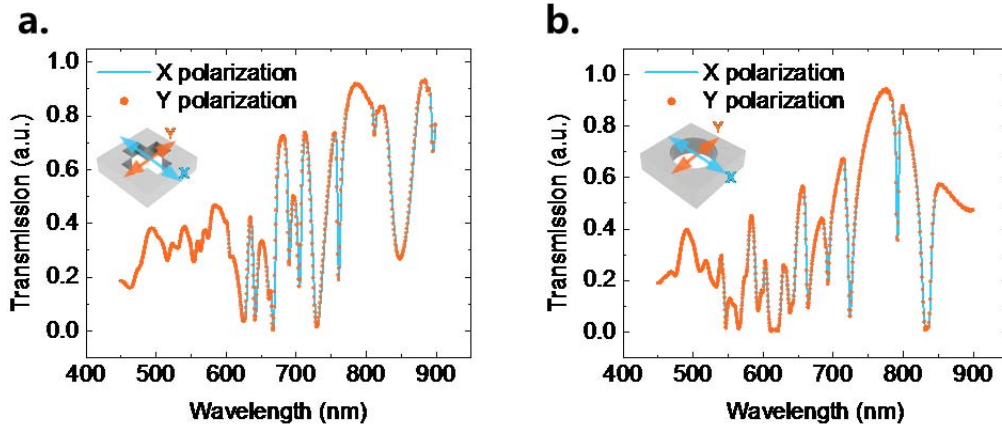 a.
X polarization
Y polarization
Y
X
Transmission (a.u.)
1.0
0.8
0.6
0.4
0.2
0.0
400 500 600 700 800 900
Wavelength (nm)
b.
X polarization
Y polarization
Y
X
Transmission (a.u.)
1.0
0.8
0.6
0.4
0.2
0.0
400 500 600 700 800 900
Wavelength (nm)